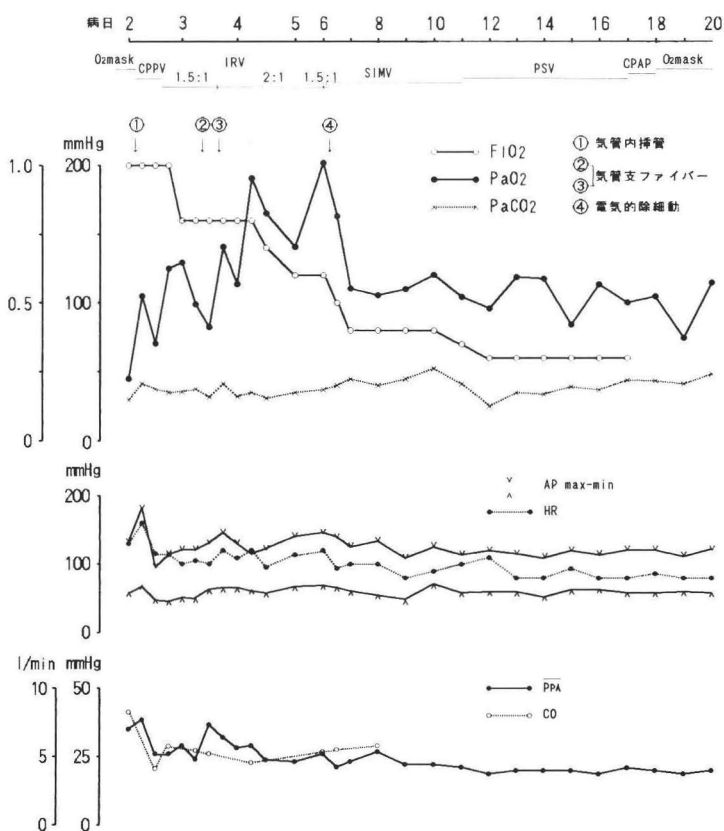 病日 2 3 4 5 6 8 10 12 14 16 18 20
O₂mask CPPV IRV SIMV PSV CPAP O₂mask
1.5:1 2:1 1.5:1
① ② ③ ④
mmHg
1.0 200
0.5 100
0 0
FIO2
PaO2
PaCO2
① 気管内挿管
②
③ 気管支ファイバー
④ 電気的除細動
mmHg
200
100
0
AP max-min
HR
l/min mmHg
10 50
5 25
0 0
PPA
CO